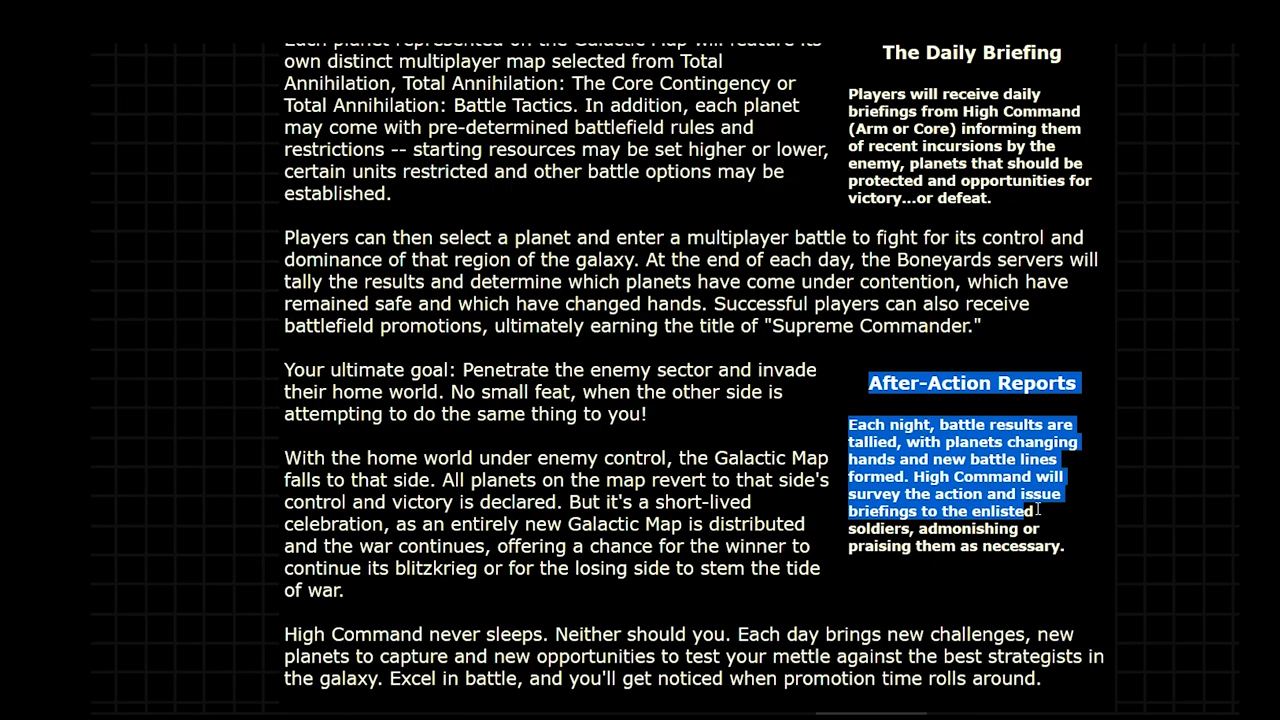 Each planet represented on the Galactic Map will feature its
own distinct multiplayer map selected from Total
Annihilation, Total Annihilation: The Core Contingency or
Total Annihilation: Battle Tactics. In addition, each planet
may come with pre-determined battlefield rules and
restrictions -- starting resources may be set higher or lower,
certain units restricted and other battle options may be
established.
The Daily Briefing
Players will receive daily
briefings from High Command
(Arm or Core) informing them
of recent incursions by the
enemy, planets that should be
protected and opportunities for
victory...or defeat.
Players can then select a planet and enter a multiplayer battle to fight for its control and
dominance of that region of the galaxy. At the end of each day, the Boneyards servers will
tally the results and determine which planets have come under contention, which have
remained safe and which have changed hands. Successful players can also receive
battlefield promotions, ultimately earning the title of "Supreme Commander."
Your ultimate goal: Penetrate the enemy sector and invade
their home world. No small feat, when the other side is
attempting to do the same thing to you!
With the home world under enemy control, the Galactic Map
falls to that side. All planets on the map revert to that side's
control and victory is declared. But it's a short-lived
celebration, as an entirely new Galactic Map is distributed
and the war continues, offering a chance for the winner to
continue its blitzkrieg or for the losing side to stem the tide
of war.
After-Action Reports
Each night, battle results are
tallied, with planets changing
hands and new battle lines
formed. High Command will
survey the action and issue
briefings to the enlisted
soldiers, admonishing or
praising them as necessary.
High Command never sleeps. Neither should you. Each day brings new challenges, new
planets to capture and new opportunities to test your mettle against the best strategists in
the galaxy. Excel in battle, and you'll get noticed when promotion time rolls around.